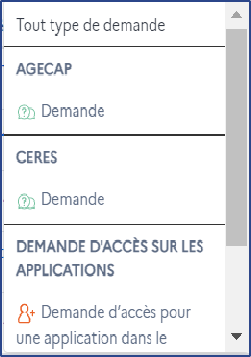 Tout type de demande
AGECAP
Demande
CERES
Demande
DEMANDE D'ACCÈS SUR LES
APPLICATIONS
Demande d'accès pour
une application dans le